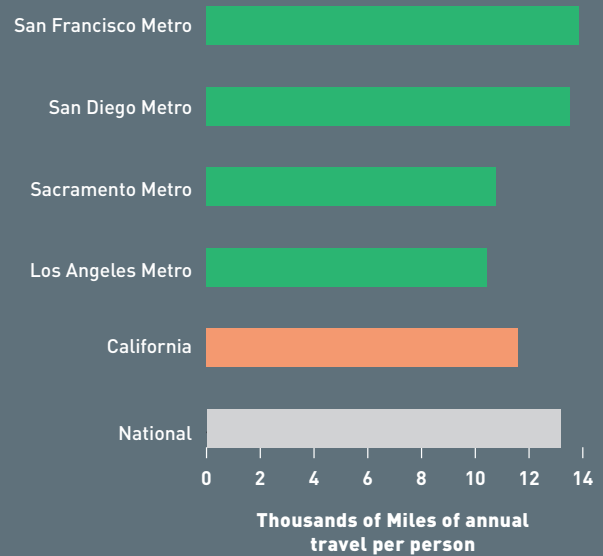 San Francisco Metro
San Diego Metro
Sacramento Metro
Los Angeles Metro
California
National
0 2 4 6 8 10 12 14
Thousands of Miles of annual
travel per person